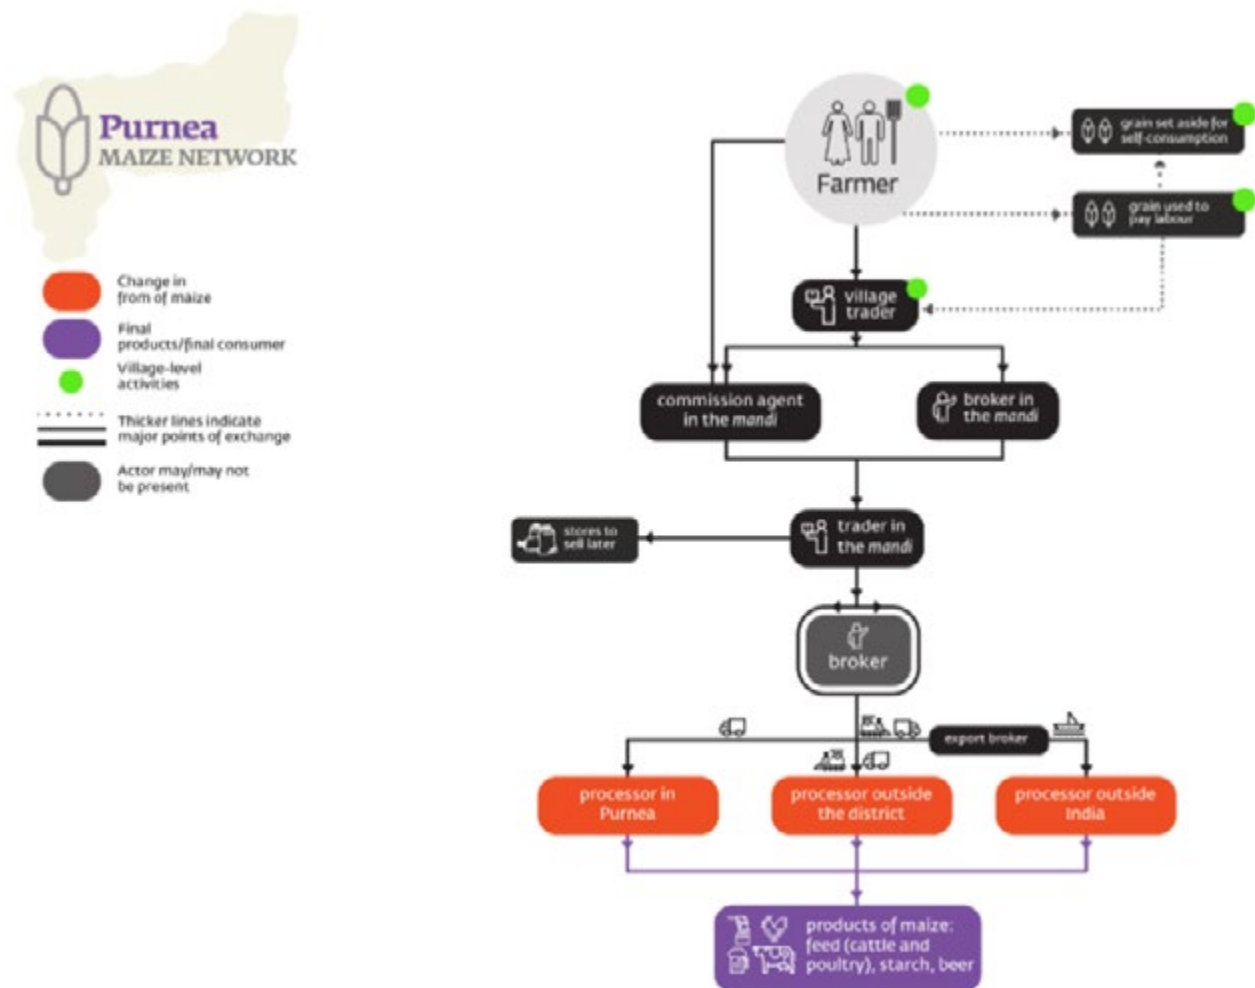 Purnea
MAIZE NETWORK
Change in
from of maize
Final
products/final consumer
Village-level
activities
Thicker lines indicate
major points of exchange
Actor may/may not
be present
Farmer
grain set aside for
self-consumption
grain used to
pay labour
village
trader
commission agent
in the mandi
broker in
the mandi
stores to
sell later
trader in
the mandi
broker
export broker
processor in
Purnea
processor outside
the district
processor outside
India
products of maize:
feed (cattle and
poultry), starch, beer